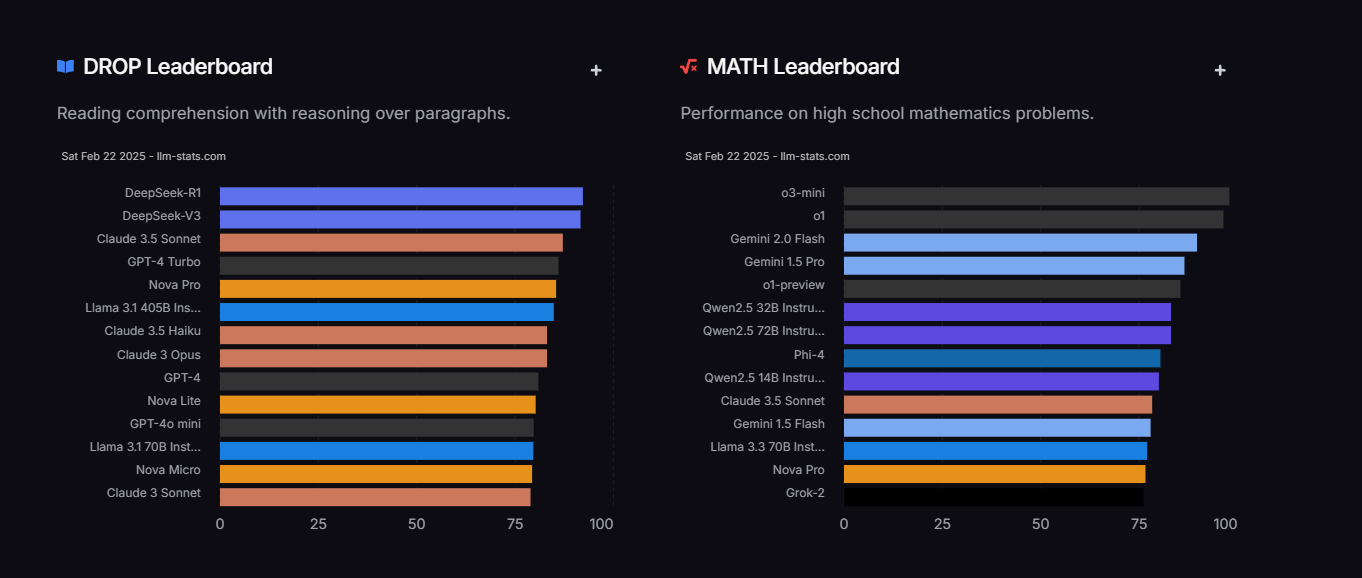 DROP Leaderboard
+
Reading comprehension with reasoning over paragraphs.
Sat Feb 22 2025 - llm-stats.com
DeepSeek-R1
DeepSeek-V3
Claude 3.5 Sonnet
GPT-4 Turbo
Nova Pro
Llama 3.1 405B Ins...
Claude 3.5 Haiku
Claude 3 Opus
GPT-4
Nova Lite
GPT-4o mini
Llama 3.1 70B Inst...
Nova Micro
Claude 3 Sonnet
0 25 50 75 100
MATH Leaderboard
+
Performance on high school mathematics problems.
Sat Feb 22 2025 - llm-stats.com
o3-mini
o1
Gemini 2.0 Flash
Gemini 1.5 Pro
o1-preview
Qwen2.5 32B Instru...
Qwen2.5 72B Instru...
Phi-4
Qwen2.5 14B Instru...
Claude 3.5 Sonnet
Gemini 1.5 Flash
Llama 3.3 70B Inst...
Nova Pro
Grok-2
0 25 50 75 100